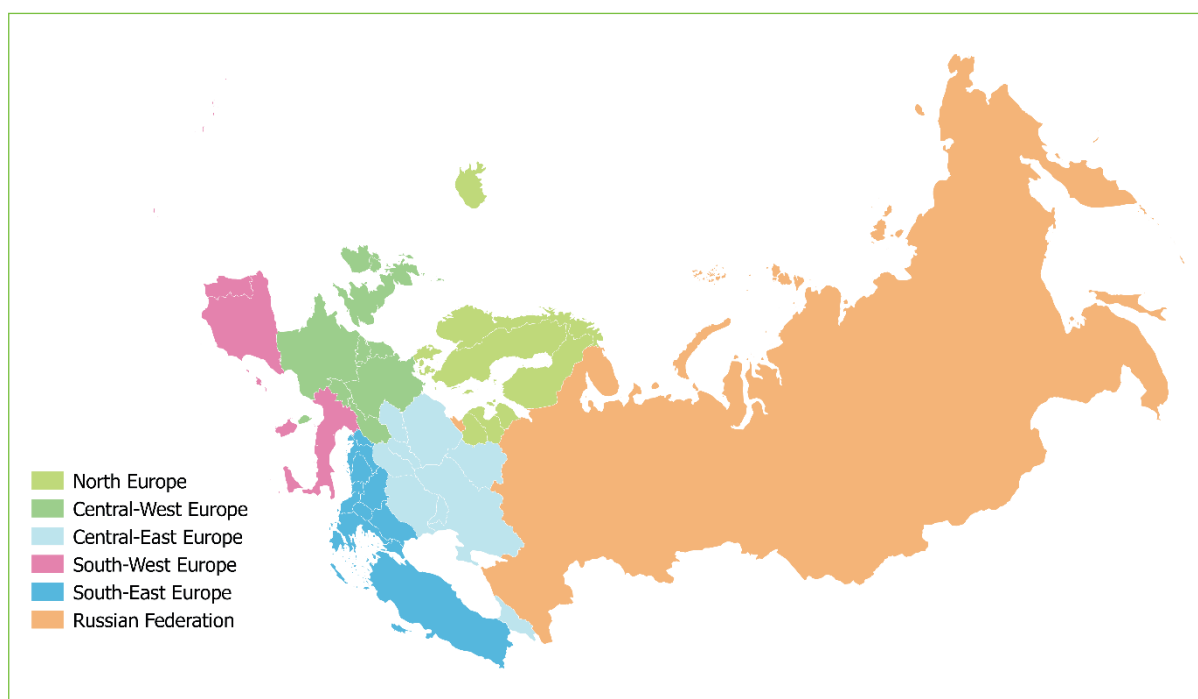 North Europe
Central-West Europe
Central-East Europe
South-West Europe
South-East Europe
Russian Federation